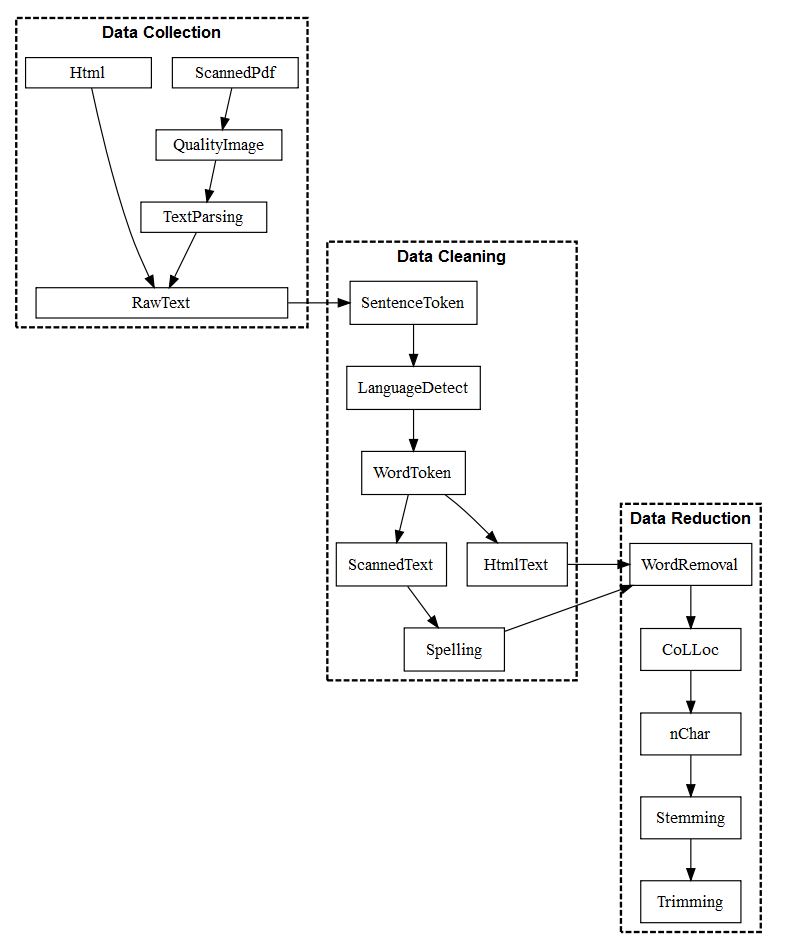 Data Collection
Html
ScannedPdf
QualityImage
TextParsing
RawText
Data Cleaning
SentenceToken
LanguageDetect
WordToken
ScannedText
HtmlText
Spelling
Data Reduction
WordRemoval
CoLLoc
nChar
Stemming
Trimming